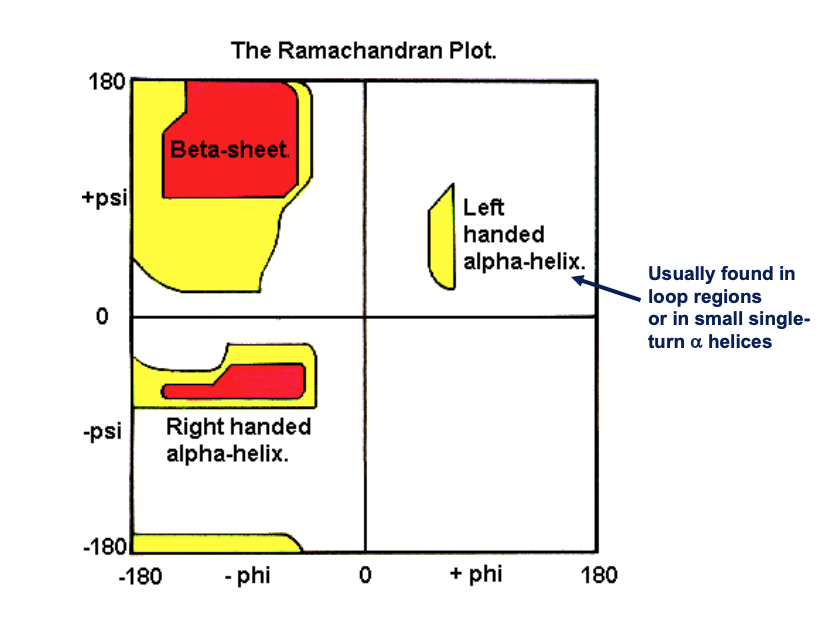 The Ramachandran Plot.
180
Beta-sheet.
+psi
Left
handed
alpha-helix.
Usually found in
loop regions
or in small single-
turn α helices
0
-psi
Right handed
alpha-helix.
-180
-180
- phi
0
+ phi
180